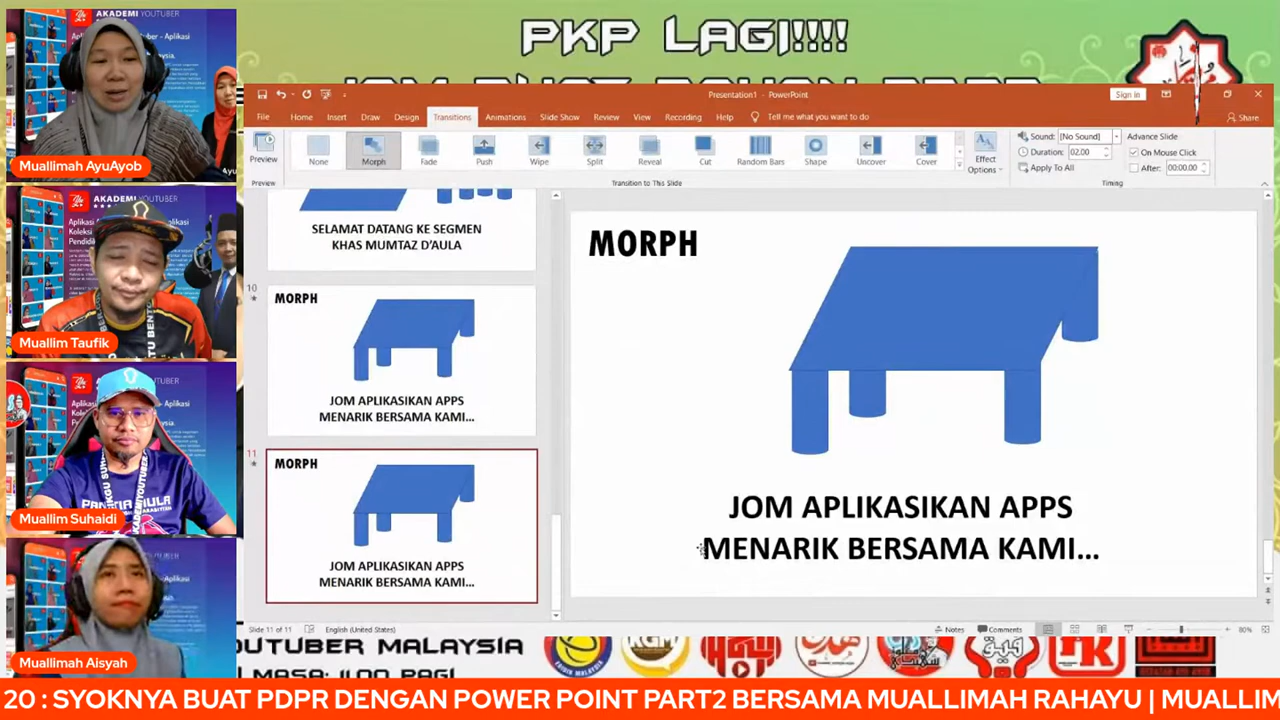 AKADEMI YOUTUBER
Muallimah AyuAyob
AKADEMI YOUTUBER
Muallim Taufik
Muallim Suhaidi
Muallimah Aisyah
PKP LAGI!!!!
Presentation1 - PowerPoint
Sign in
File Home Insert Draw Design Transitions Animations Slide Show Review View Recording Help Tell me what you want to do
Share
Preview
None Morph Fade Push Wipe Split Reveal Cut Random Bars Shape Uncover Cover
Effect
Options
Sound: [No Sound]
Duration: 02.00
Apply To All
Advance Slide
On Mouse Click
After: 00:00.00
Preview
Transition to This Slide
Timing
SELAMAT DATANG KE SEGMEN
KHAS MUMTAZ D'AULA
10
MORPH
JOM APLIKASIKAN APPS
MENARIK BERSAMA KAMI...
11
MORPH
JOM APLIKASIKAN APPS
MENARIK BERSAMA KAMI...
MORPH
JOM APLIKASIKAN APPS
MENARIK BERSAMA KAMI...
Slide 11 of 11
English (United States)
Notes
Comments
80%
OUTUBER MALAYSIA
MASA: 11.00 PAGI
20 : SYOKNYA BUAT PDPR DENGAN POWER POINT PART2 BERSAMA MUALLIMAH RAHAYU | MUALLIM